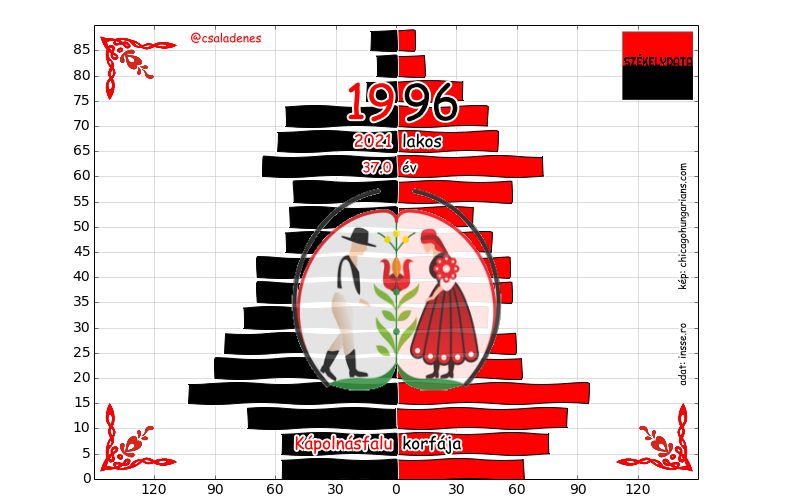 @csaladenes
SZÉKELYDATA
1996
2021 lakos
37.0 év
Kápolnásfalu korfája
kép: chicagohungarians.com
adat: insse.ro
85
80
75
70
65
60
55
50
45
40
35
30
25
20
15
10
5
0
120 90 60 30 0 30 60 90 120